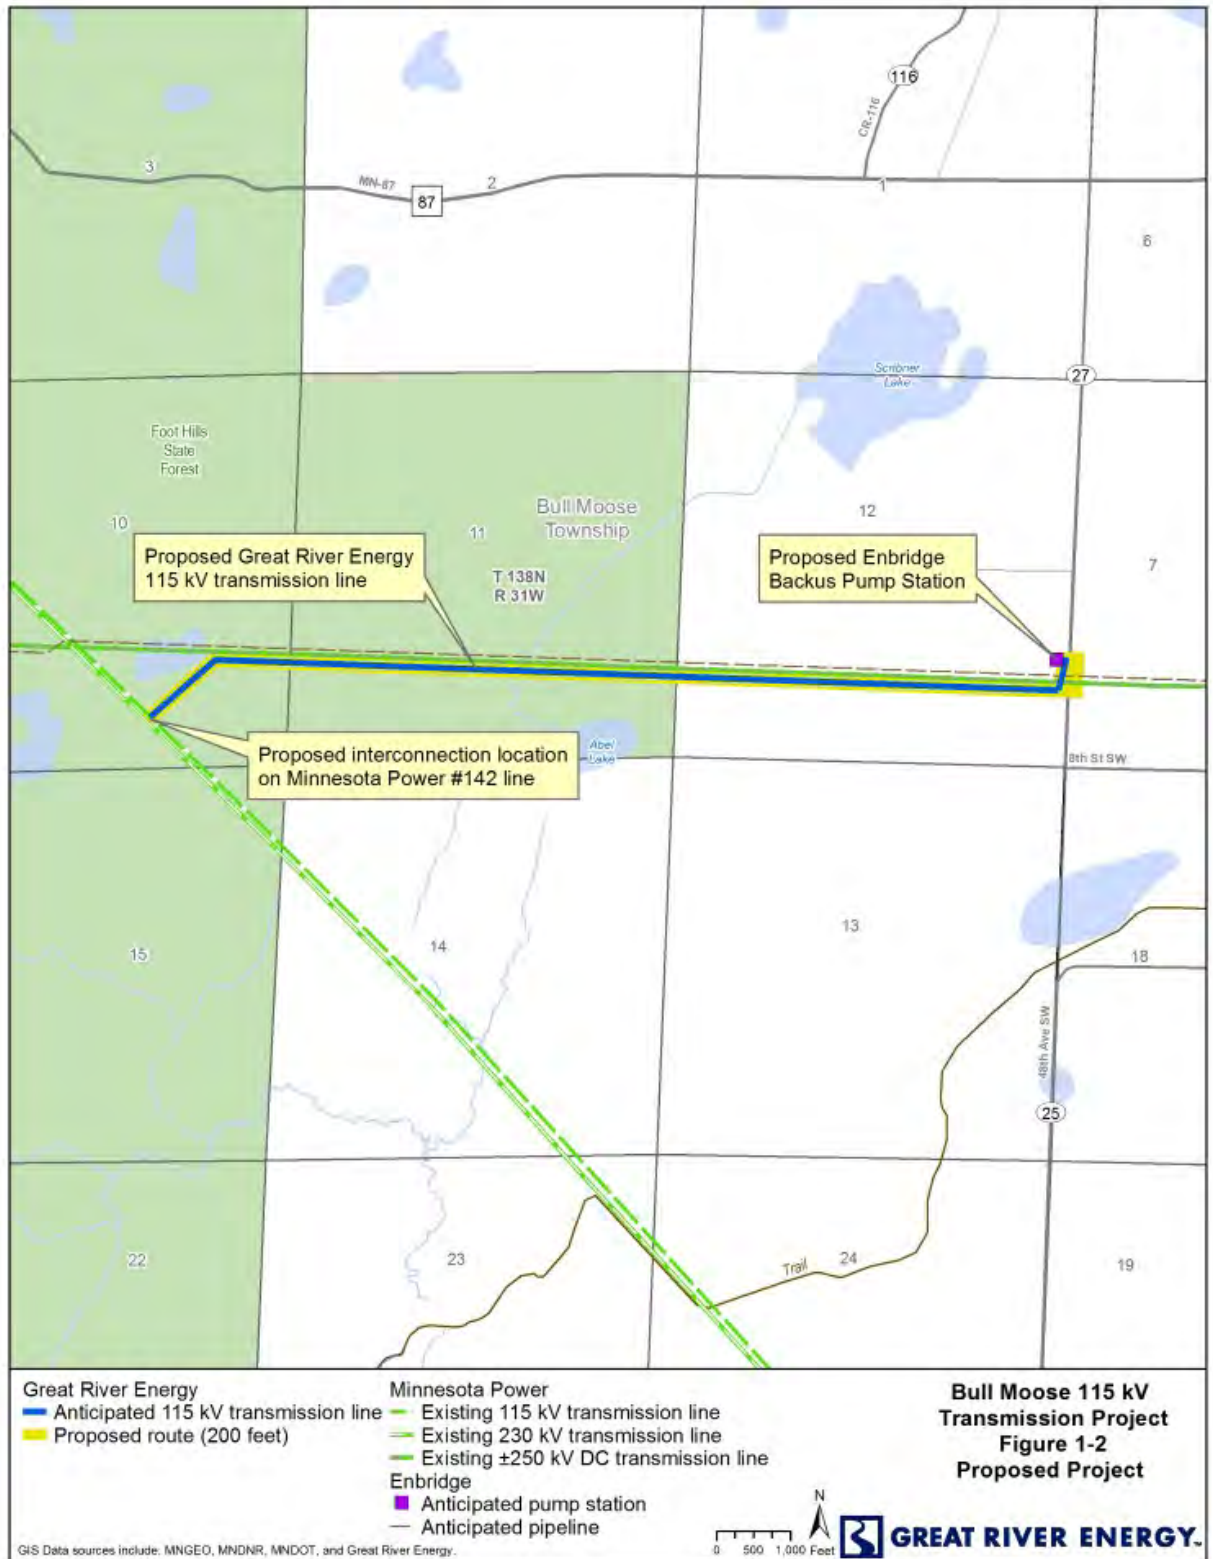 116
CR-116
3
MN-87
2
87
1
6
Scribner
Lake
27
Foot Hills
State
Forest
10
11
Bull Moose
Township
12
Proposed Great River Energy
115 kV transmission line
Proposed Enbridge
Backus Pump Station
7
T 138N
R 31W
Proposed interconnection location
on Minnesota Power #142 line
Abel
Lake
8th St SW
13
14
15
18
48th Ave SW
25
22
23
Trail
24
19
Great River Energy
Anticipated 115 kV transmission line
Proposed route (200 feet)
Minnesota Power
Existing 115 kV transmission line
Existing 230 kV transmission line
Existing ±250 kV DC transmission line
Enbridge
Anticipated pump station
Anticipated pipeline
Bull Moose 115 kV
Transmission Project
Figure 1-2
Proposed Project
N
0 500 1,000 Feet
GREAT RIVER ENERGY™
GIS Data sources include: MNGEO, MNDNR, MNDOT, and Great River Energy.